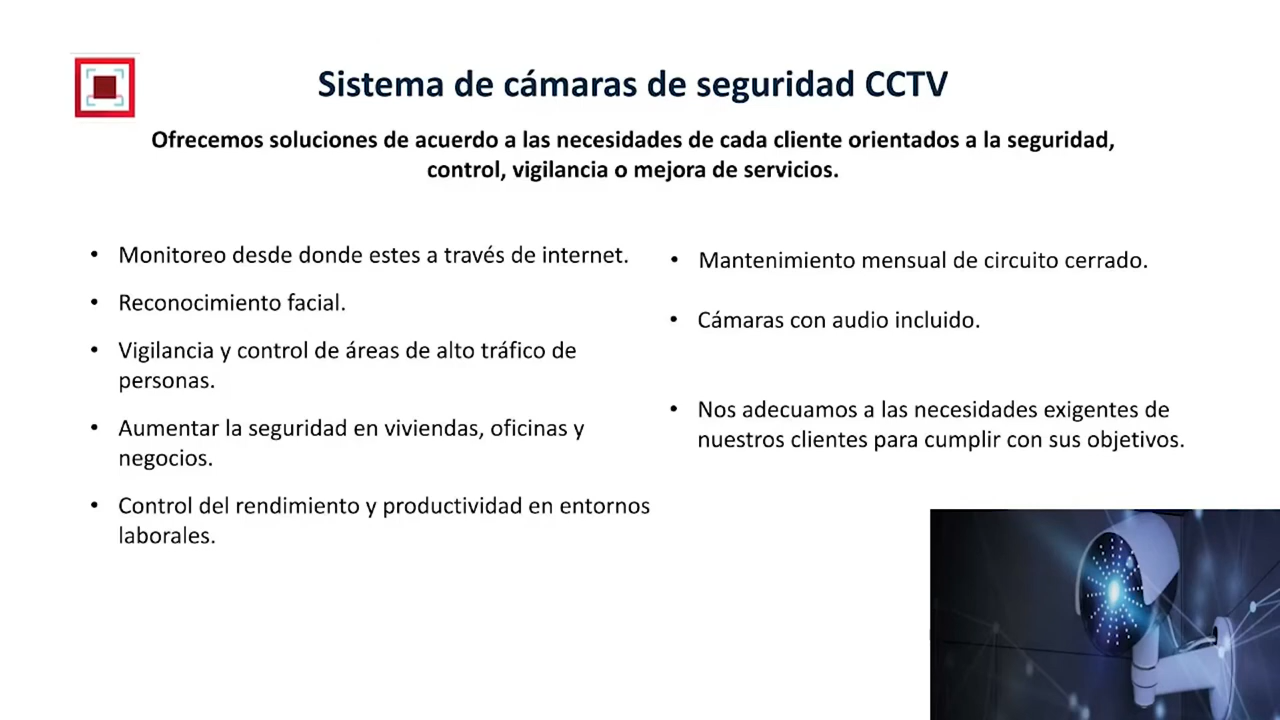 Sistema de cámaras de seguridad CCTV
Ofrecemos soluciones de acuerdo a las necesidades de cada cliente orientados a la seguridad,
control, vigilancia o mejora de servicios.
• Monitoreo desde donde estes a través de internet.
• Reconocimiento facial.
• Vigilancia y control de áreas de alto tráfico de
personas.
• Aumentar la seguridad en viviendas, oficinas y
negocios.
• Control del rendimiento y productividad en entornos
laborales.
• Mantenimiento mensual de circuito cerrado.
• Cámaras con audio incluido.
• Nos adecuamos a las necesidades exigentes de
nuestros clientes para cumplir con sus objetivos.